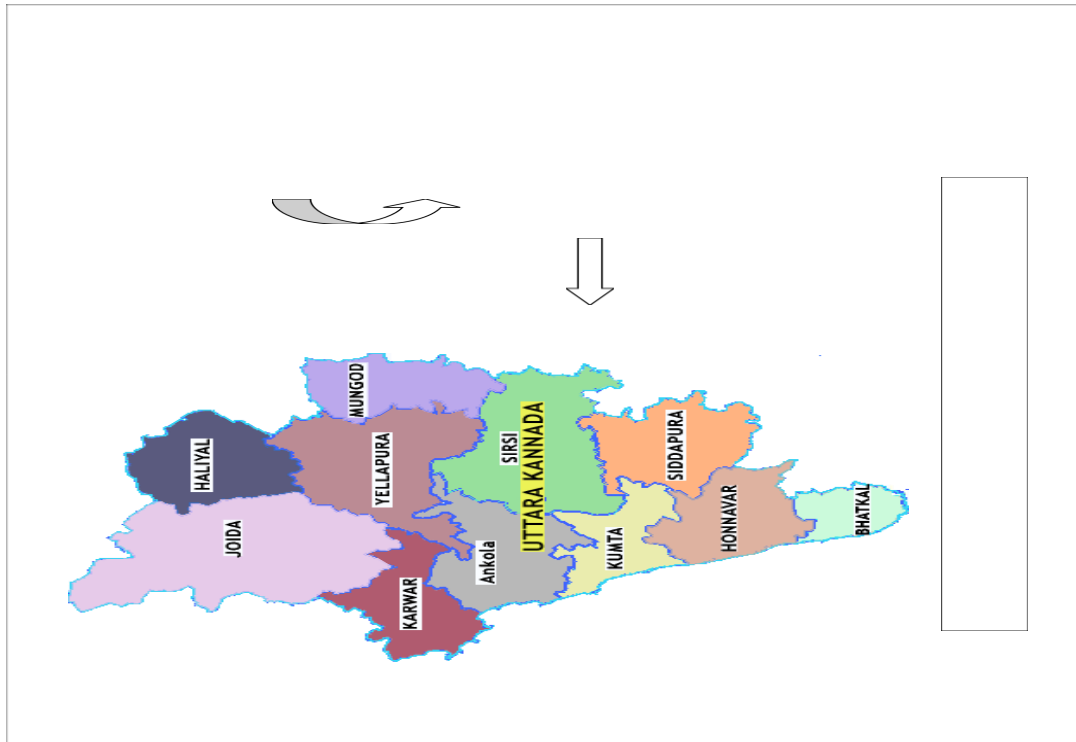 MUNGOD
HALIYAL
YELLAPURA
SIRSI
UTTARA KANNADA
SIDDAPURA
JOIDA
Ankola
KUMTA
HONNAVAR
BHATKAL
KARWAR